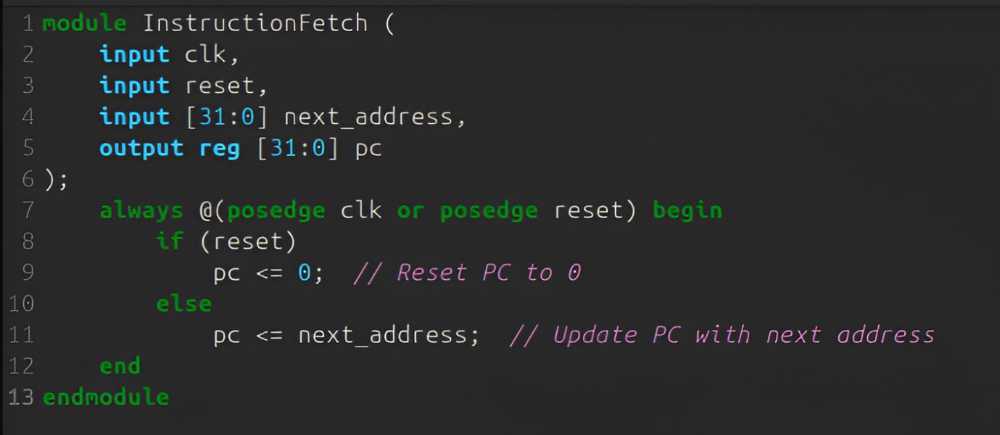 1 module InstructionFetch (
2     input clk,
3     input reset,
4     input [31:0] next_address,
5     output reg [31:0] pc
6 );
7     always @(posedge clk or posedge reset) begin
8         if (reset)
9             pc <= 0;  // Reset PC to 0
10         else
11             pc <= next_address;  // Update PC with next address
12     end
13 endmodule